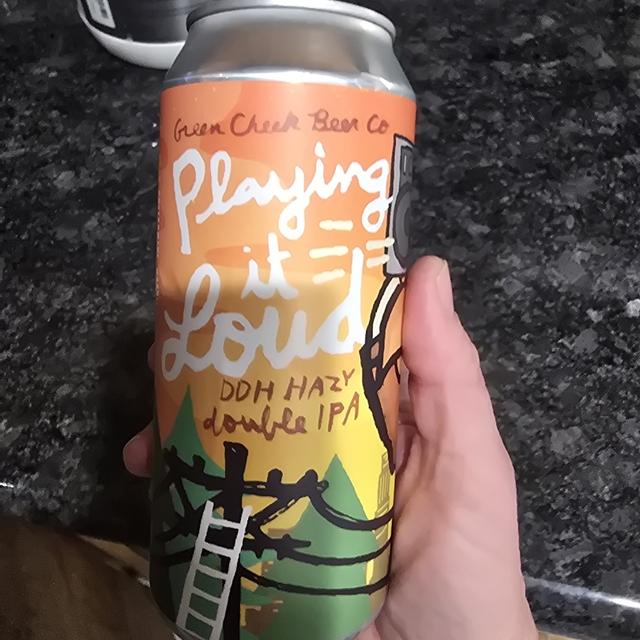 Green Cheek Beer Co
Playing
it
Loud
DDH HAZY
double IPA